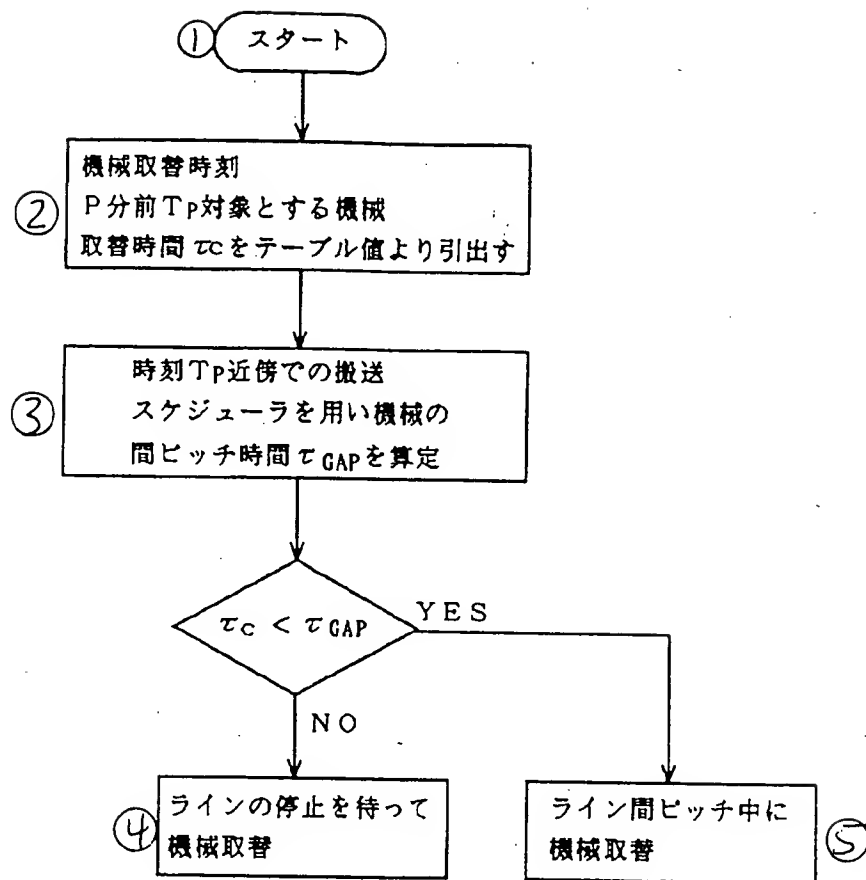 ① スタート
機械取替時刻
② P分前TP対象とする機械
取替時間τCをテーブル値より引出す
時刻TP近傍での搬送
③ スケジューラを用い機械の
間ピッチ時間τGAPを算定
τC < τGAP
YES
NO
④ ラインの停止を待って
機械取替
ライン間ピッチ中に
機械取替 ⑤